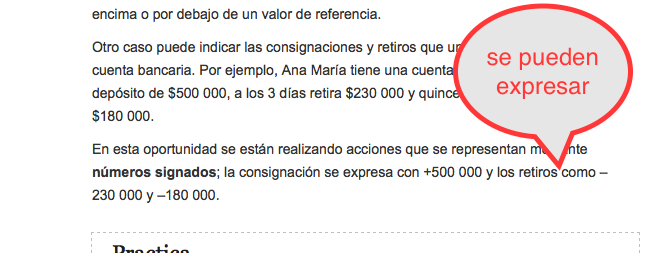 encima o por debajo de un valor de referencia.
Otro caso puede indicar las consignaciones y retiros que
cuenta bancaria. Por ejemplo, Ana María tiene una cuenta
depósito de $500 000, a los 3 días retira $230 000 y quince
$180 000.
se pueden
expresar
En esta oportunidad se están realizando acciones que se representan
números signados; la consignación se expresa con +500 000 y los retiros como –
230 000 y –180 000.
Practica